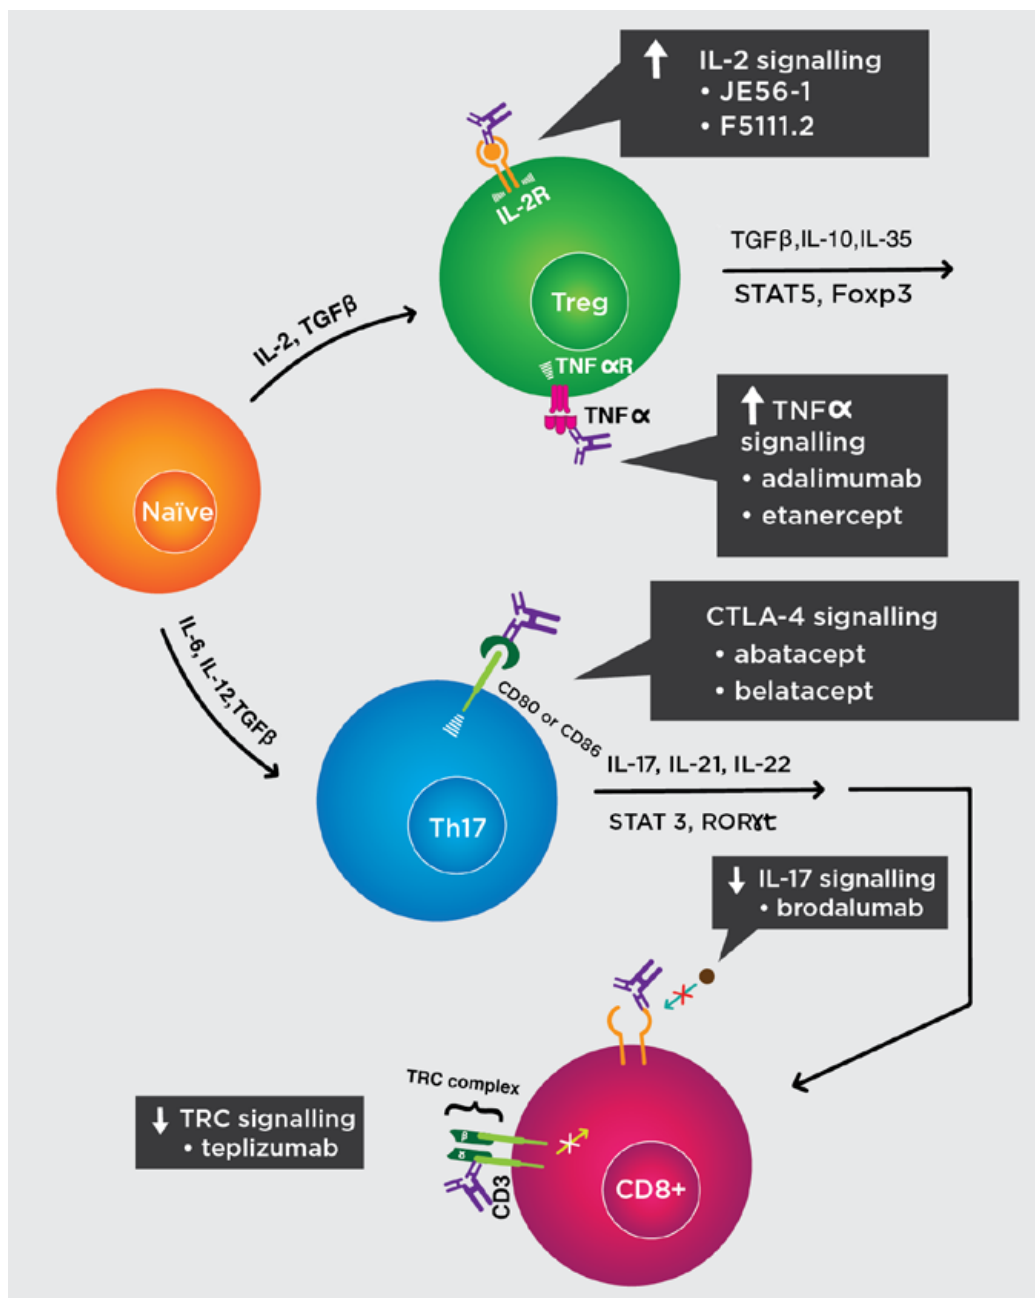 IL-2 signalling
• JE56-1
• F5111.2
IL-2R
Treg
TGFβ,IL-10,IL-35
STAT5, Foxp3
IL-2, TGFβ
TNFαR
TNFα
TNFα
signalling
• adalimumab
• etanercept
Naïve
IL-6, IL-12,TGFβ
CTLA-4 signalling
• abatacept
• belatacept
CD80 or CD86
Th17
IL-17, IL-21, IL-22
STAT 3, RORɣt
IL-17 signalling
• brodalumab
TRC complex
TRC signalling
• teplizumab
β
α
CD3
CD8+